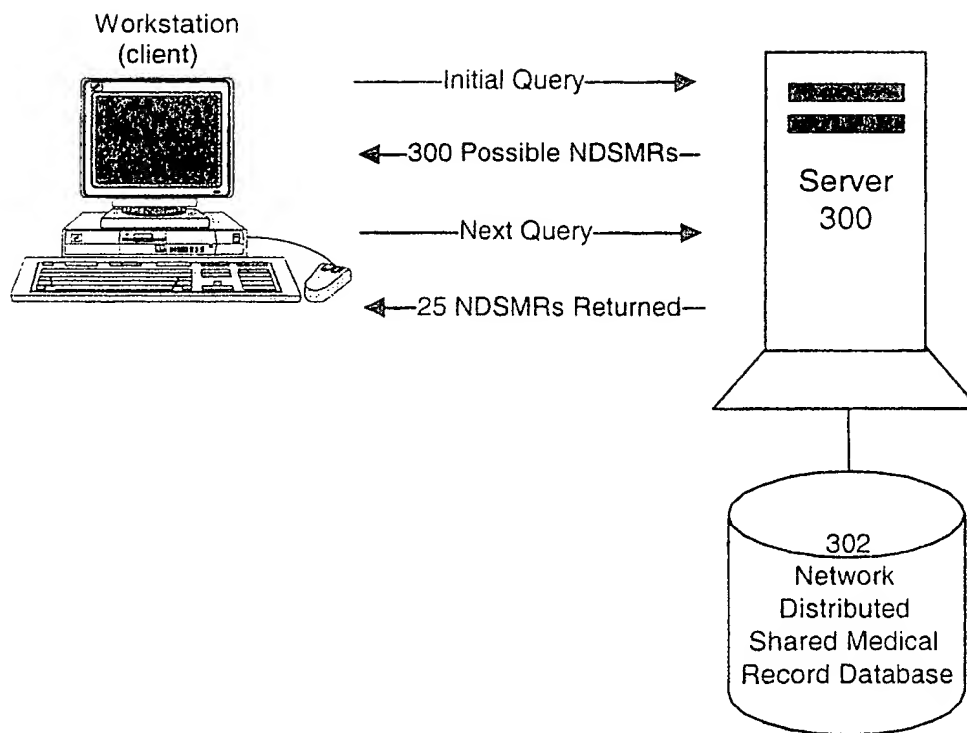 Workstation
(client)
Initial Query
300 Possible NDSMRs
Next Query
25 NDSMRs Returned
Server
300
302
Network
Distributed
Shared Medical
Record Database